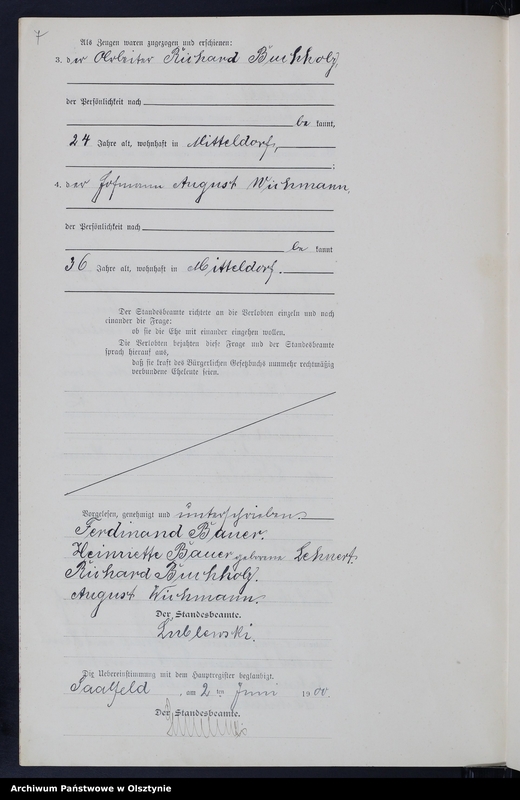 7
Als Zeugen waren zugezogen und erschienen:
3. der Arbeiter Richard Buchholz,
der Persönlichkeit nach
be kannt,
24 Jahre alt, wohnhaft in Mitteldorf,
;
4. der Hofmann August Wichmann,
der Persönlichkeit nach
be kannt
36 Jahre alt, wohnhaft in Mitteldorf.
Der Standesbeamte richtete an die Verlobten einzeln und nach
einander die Frage:
ob sie die Ehe mit einander eingehen wollen.
Die Verlobten bejahten diese Frage und der Standesbeamte
sprach hierauf aus,
daß sie kraft des Bürgerlichen Gesetzbuchs nunmehr rechtmäßig
verbundene Eheleute seien.
Vorgelesen, genehmigt und unterschrieben.
Ferdinand Bauer.
Heinriette Bauer geborene Lehnert.
Richard Buchholz.
August Wichmann.
Der Standesbeamte.
Lublewski.
Die Uebereinstimmung mit dem Hauptregister beglaubigt.
Saalfeld, am 2 ten Juni 1900.
Der Standesbeamte.
Archiwum Państwowe w Olsztynie